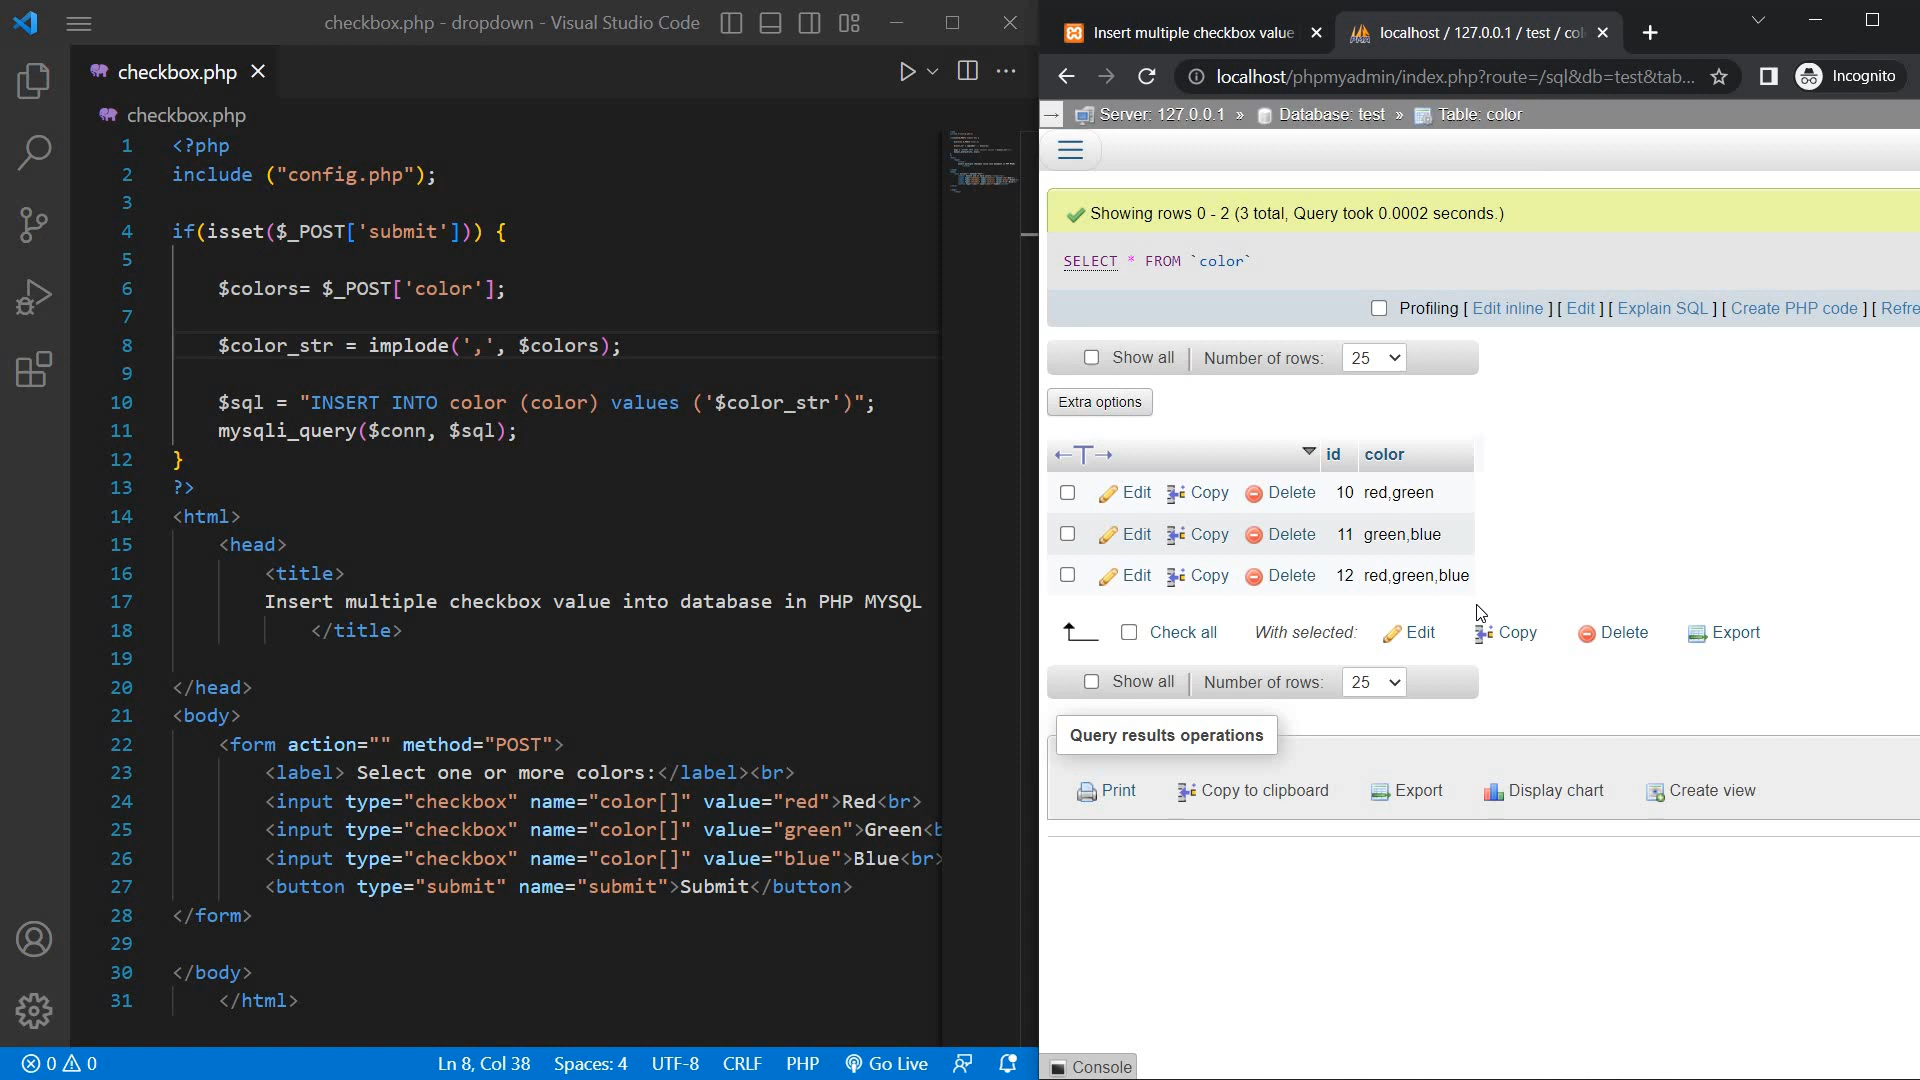 checkbox.php - dropdown - Visual Studio Code
checkbox.php
checkbox.php
1 <?php
2 include ("config.php");
3
4 if(isset($_POST['submit'])) {
5
6 $colors= $_POST['color'];
7
8 $color_str = implode(',', $colors);
9
10 $sql = "INSERT INTO color (color) values ('$color_str')";
11 mysqli_query($conn, $sql);
12 }
13 ?>
14 <html>
15 <head>
16 <title>
17 Insert multiple checkbox value into database in PHP MYSQL
18 </title>
19
20 </head>
21 <body>
22 <form action="" method="POST">
23 <label> Select one or more colors:</label><br>
24 <input type="checkbox" name="color[]" value="red">Red<br>
25 <input type="checkbox" name="color[]" value="green">Green<b
26 <input type="checkbox" name="color[]" value="blue">Blue<br>
27 <button type="submit" name="submit">Submit</button>
28 </form>
29
30 </body>
31 </html>
0 0 Ln 8, Col 38 Spaces: 4 UTF-8 CRLF PHP Go Live
Insert multiple checkbox value
localhost / 127.0.0.1 / test / col
localhost/phpmyadmin/index.php?route=/sql&db=test&tab... Incognito
Server: 127.0.0.1 » Database: test » Table: color
Showing rows 0 - 2 (3 total, Query took 0.0002 seconds.)
SELECT * FROM `color`
Profiling [ Edit inline ] [ Edit ] [ Explain SQL ] [ Create PHP code ] [ Refre
Show all Number of rows: 25
Extra options
←T→ id color
Edit Copy Delete 10 red,green
Edit Copy Delete 11 green,blue
Edit Copy Delete 12 red,green,blue
Check all With selected: Edit Copy Delete Export
Show all Number of rows: 25
Query results operations
Print Copy to clipboard Export Display chart Create view
Console